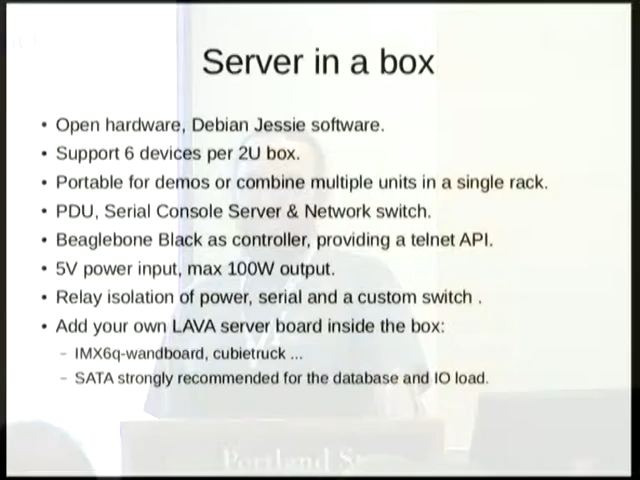 Server in a box
• Open hardware, Debian Jessie software.
• Support 6 devices per 2U box.
• Portable for demos or combine multiple units in a single rack.
• PDU, Serial Console Server & Network switch.
• Beaglebone Black as controller, providing a telnet API.
• 5V power input, max 100W output.
• Relay isolation of power, serial and a custom switch .
• Add your own LAVA server board inside the box:
– IMX6q-wandboard, cubietruck ...
– SATA strongly recommended for the database and IO load.
Portland